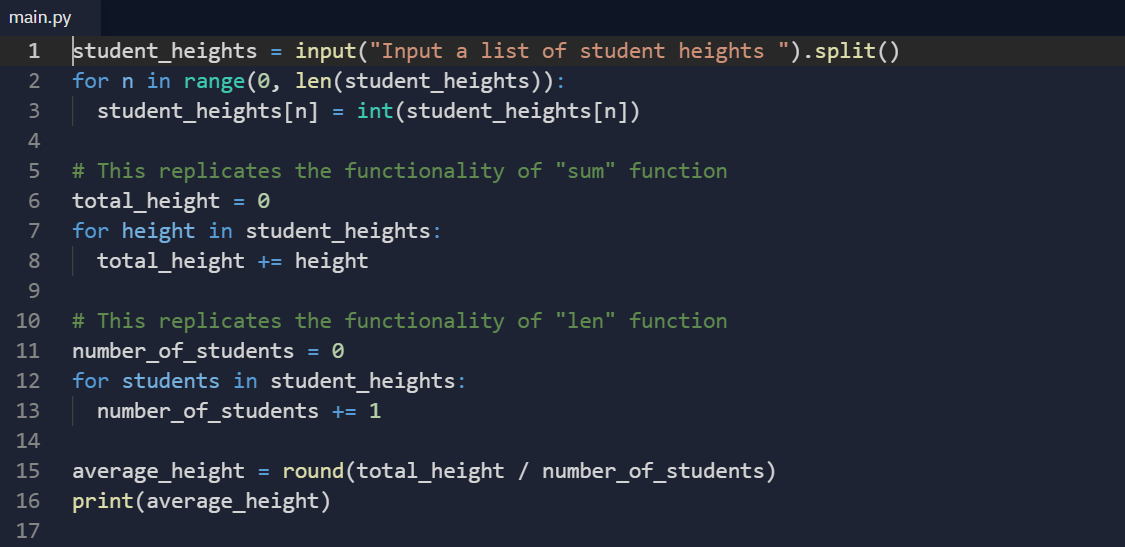 main.py
1 student_heights = input("Input a list of student heights ").split()
2 for n in range(0, len(student_heights)):
3   student_heights[n] = int(student_heights[n])
4
5 # This replicates the functionality of "sum" function
6 total_height = 0
7 for height in student_heights:
8   total_height += height
9
10 # This replicates the functionality of "len" function
11 number_of_students = 0
12 for students in student_heights:
13   number_of_students += 1
14
15 average_height = round(total_height / number_of_students)
16 print(average_height)
17